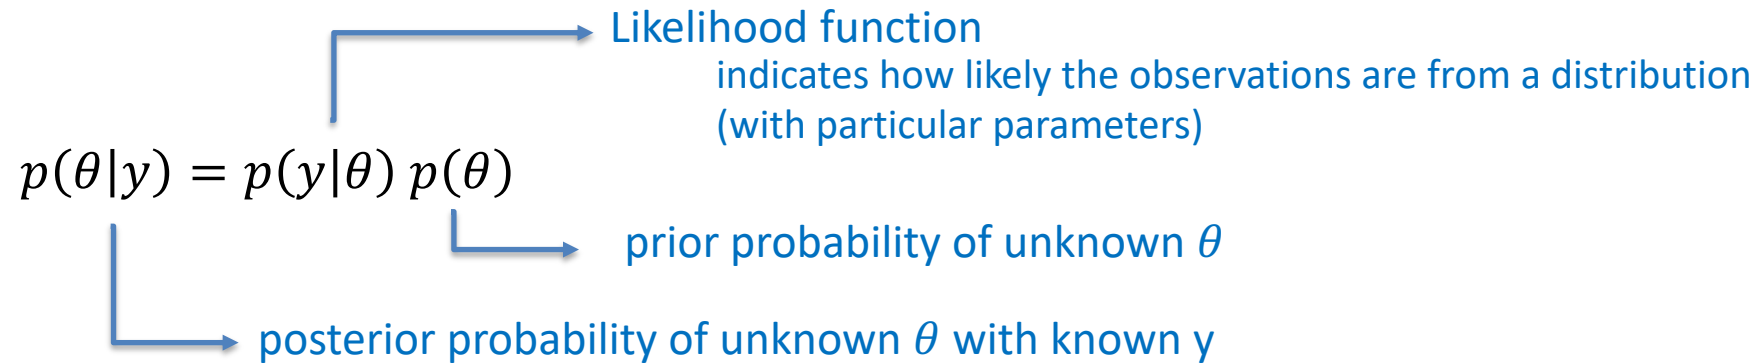 Likelihood function
indicates how likely the observations are from a distribution
(with particular parameters)
𝑝(𝜃|𝑦) = 𝑝(𝑦|𝜃) 𝑝(𝜃)
prior probability of unknown 𝜃
posterior probability of unknown 𝜃 with known y